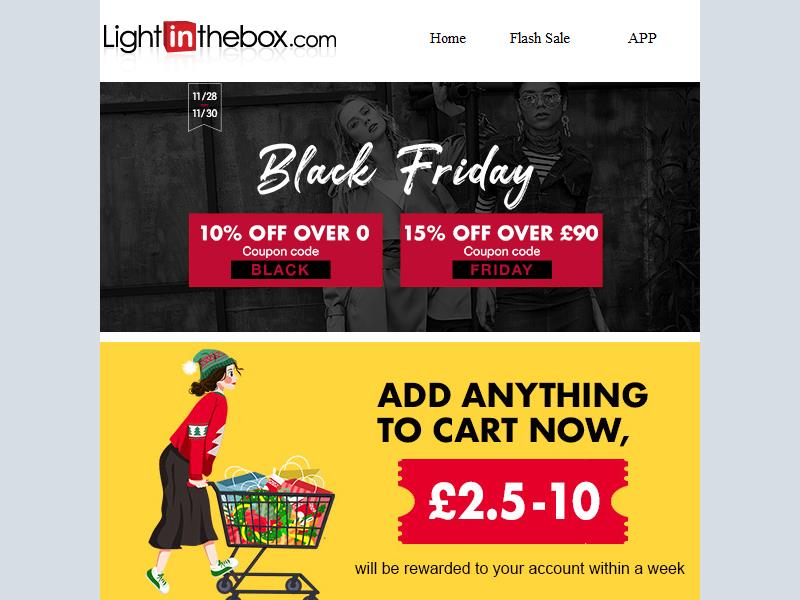 Lightinthebox.com
Home Flash Sale APP
11/28
11/30
Black Friday
10% OFF OVER 0 15% OFF OVER £90
Coupon code Coupon code
BLACK FRIDAY
ADD ANYTHING
TO CART NOW,
£2.5-10
will be rewarded to your account within a week